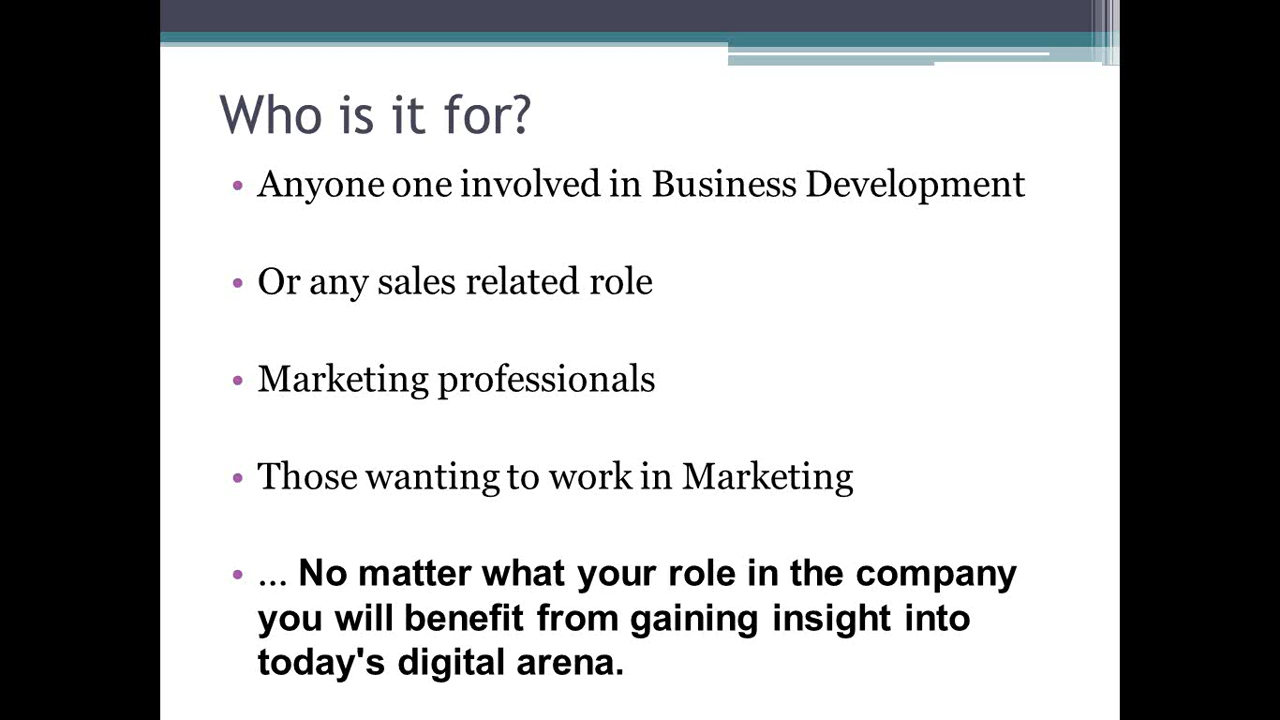 Who is it for?
• Anyone one involved in Business Development
• Or any sales related role
• Marketing professionals
• Those wanting to work in Marketing
• ... No matter what your role in the company
you will benefit from gaining insight into
today's digital arena.